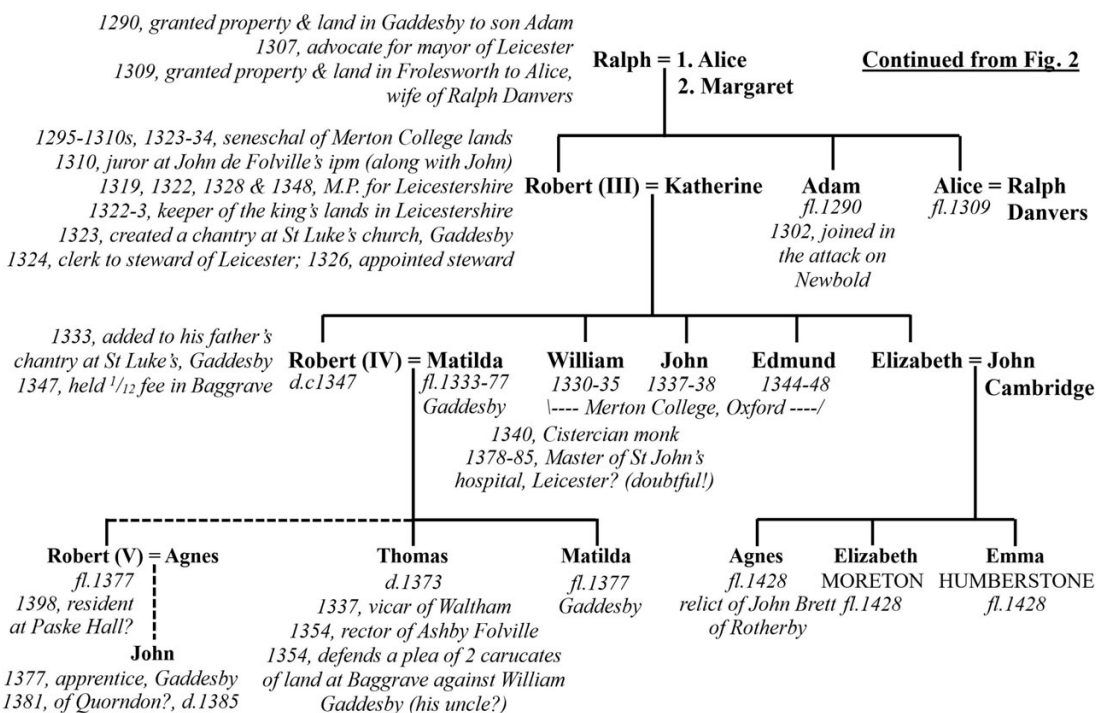 1290, granted property & land in Gaddesby to son Adam
1307, advocate for mayor of Leicester
1309, granted property & land in Frolesworth to Alice,
wife of Ralph Danvers
Ralph = 1. Alice
2. Margaret
Continued from Fig. 2
1295-1310s, 1323-34, seneschal of Merton College lands
1310, juror at John de Folville's ipm (along with John)
1319, 1322, 1328 & 1348, M.P. for Leicestershire
1322-3, keeper of the king's lands in Leicestershire
1323, created a chantry at St Luke's church, Gaddesby
1324, clerk to steward of Leicester; 1326, appointed steward
Robert (III) = Katherine
Adam
fl.1290
1302, joined in
the attack on
Newbold
Alice = Ralph
fl.1309 Danvers
1333, added to his father's
chantry at St Luke's, Gaddesby
1347, held 1/12 fee in Baggrave
Robert (IV) = Matilda
d.c1347 fl.1333-77
Gaddesby
William John Edmund
1330-35 1337-38 1344-48
\---- Merton College, Oxford ----/
1340, Cistercian monk
1378-85, Master of St John's
hospital, Leicester? (doubtful!)
Elizabeth = John
Cambridge
Robert (V) = Agnes
fl.1377
1398, resident
at Paske Hall?
John
1377, apprentice, Gaddesby
1381, of Quorndon?, d.1385
Thomas
d.1373
1337, vicar of Waltham
1354, rector of Ashby Folville
1354, defends a plea of 2 carucates
of land at Baggrave against William
Gaddesby (his uncle?)
Matilda
fl.1377
Gaddesby
Agnes
fl.1428
relict of John Brett
of Rotherby
Elizabeth
MORETON
fl.1428
Emma
HUMBERSTONE
fl.1428